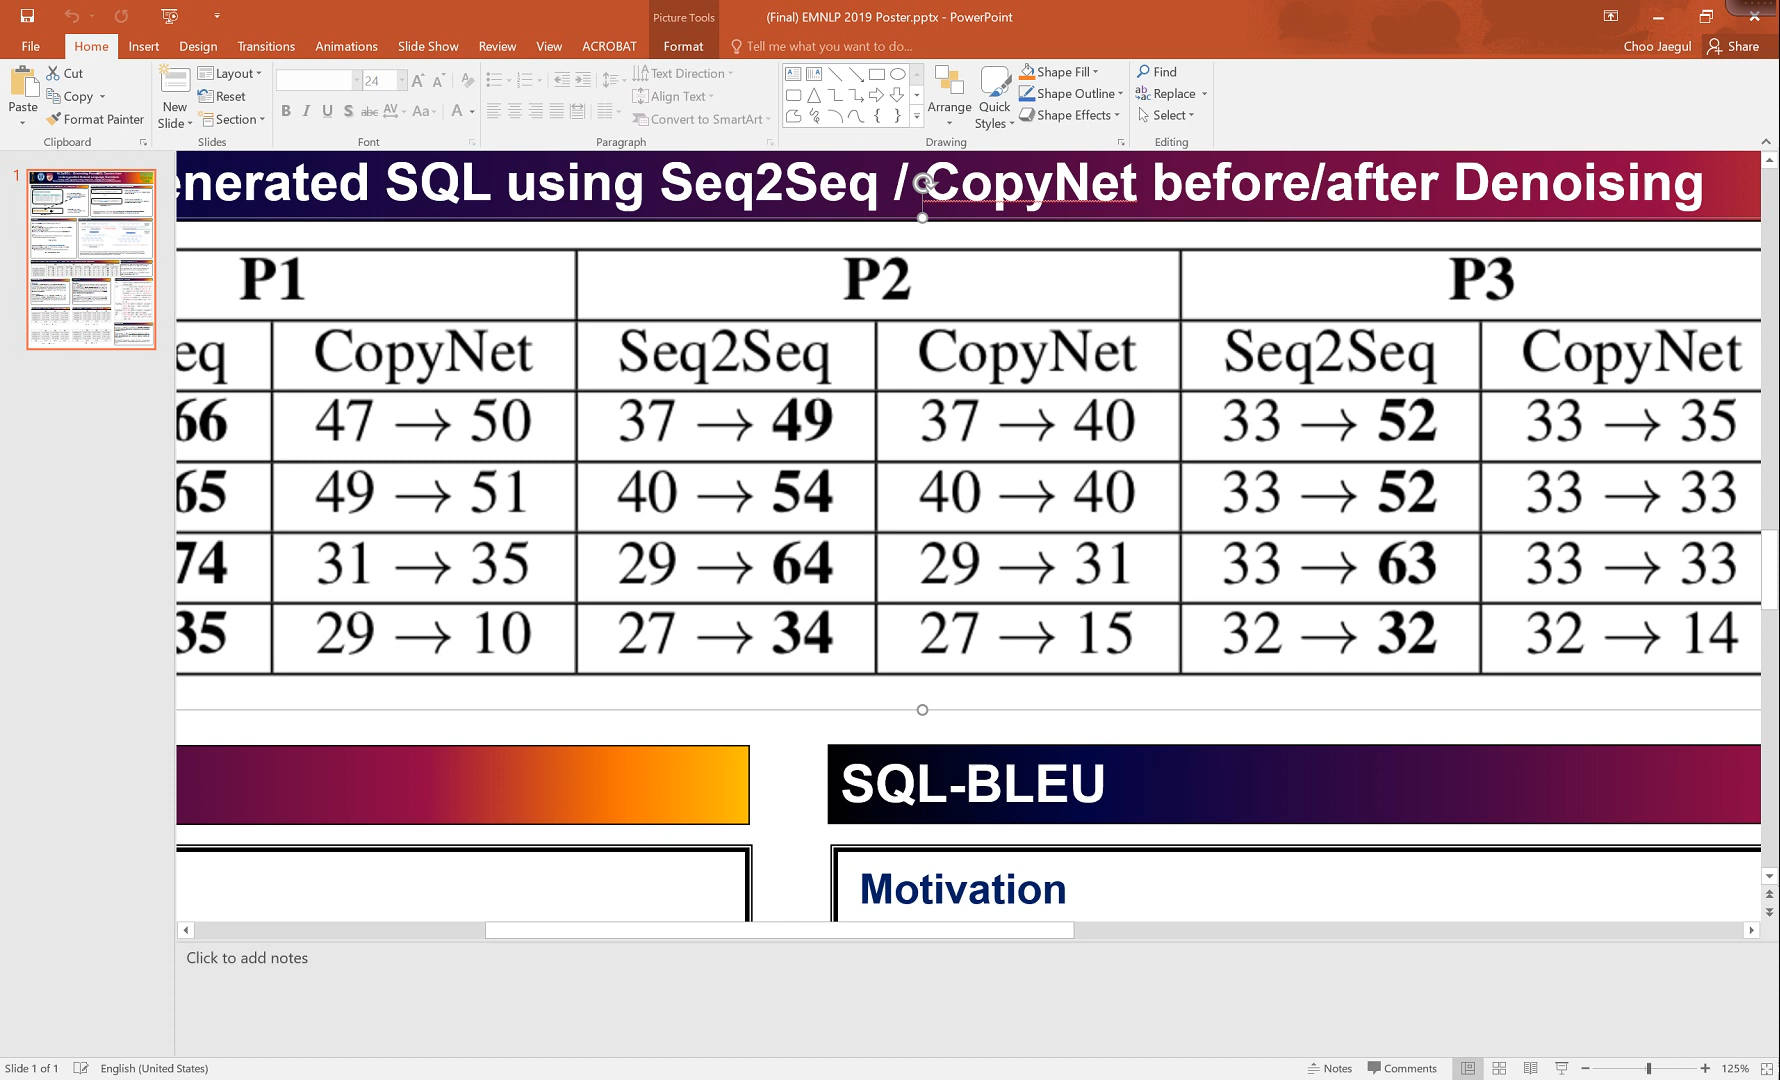 Picture Tools
(Final) EMNLP 2019 Poster.pptx - PowerPoint
File Home Insert Design Transitions Animations Slide Show Review View ACROBAT Format Tell me what you want to do... Choo Jaegul Share
Paste
Cut
Copy
Format Painter
Clipboard
New Slide
Layout
Reset
Section
Slides
24
B I U S abc AV Aa A
Font
Text Direction
Align Text
Convert to SmartArt
Paragraph
Arrange
Quick Styles
Shape Fill
Shape Outline
Shape Effects
Drawing
Find
Replace
Select
Editing
1
enerated SQL using Seq2Seq / CopyNet before/after Denoising
P1 P2 P3
eq CopyNet Seq2Seq CopyNet Seq2Seq CopyNet
66 47 → 50 37 → 49 37 → 40 33 → 52 33 → 35
65 49 → 51 40 → 54 40 → 40 33 → 52 33 → 33
74 31 → 35 29 → 64 29 → 31 33 → 63 33 → 33
35 29 → 10 27 → 34 27 → 15 32 → 32 32 → 14
SQL-BLEU
Motivation
Click to add notes
Slide 1 of 1 English (United States) Notes Comments 125%